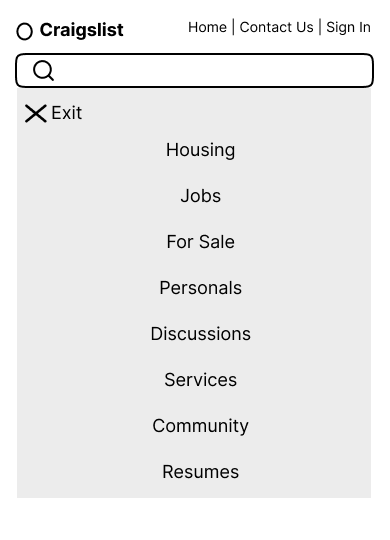 Craigslist
Home | Contact Us | Sign In
Exit
Housing
Jobs
For Sale
Personals
Discussions
Services
Community
Resumes